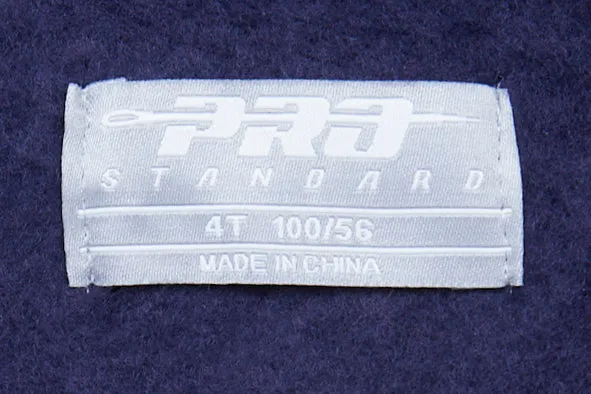 PRO
STANDARD
4T 100/56
MADE IN CHINA